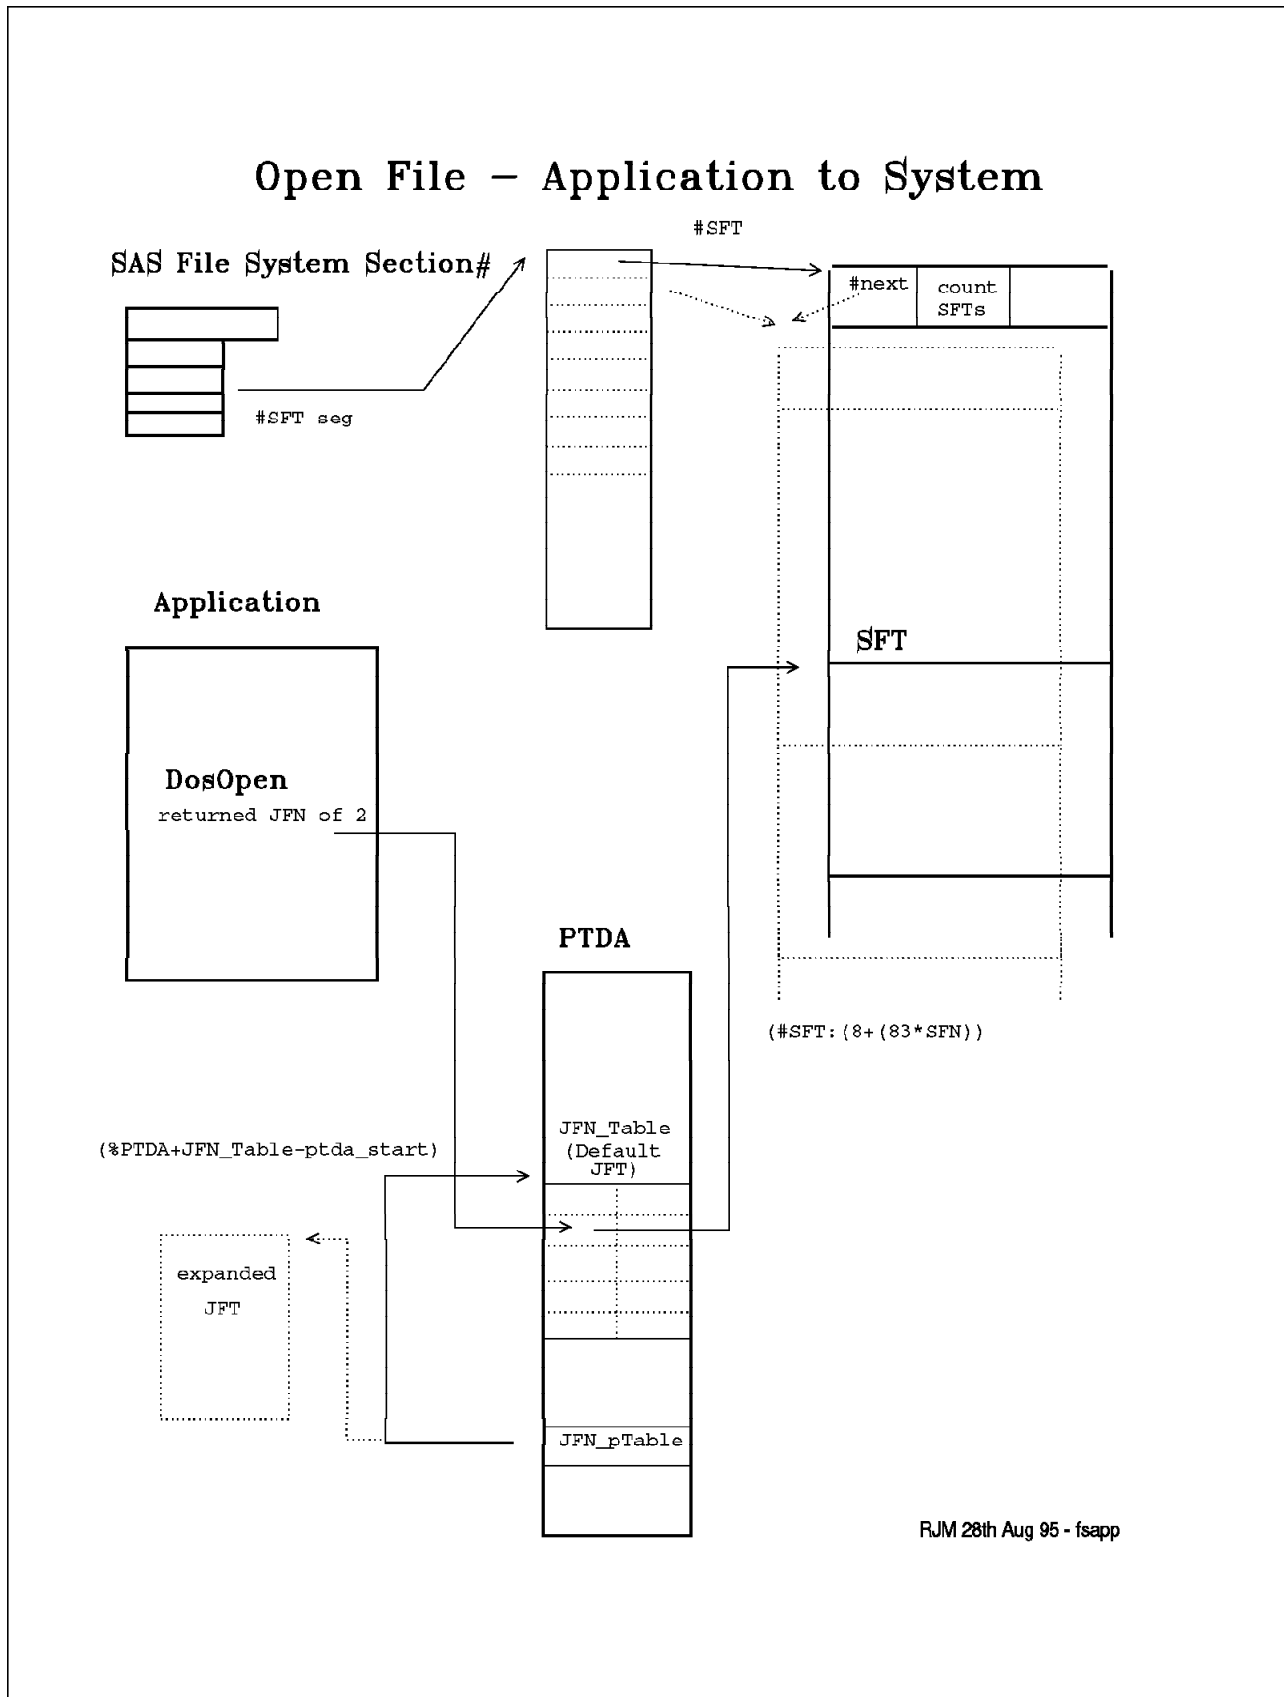 Open File – Application to System
#SFT
SAS File System Section#
#next
count
SFTs
#SFT seg
Application
SFT
DosOpen
returned JFN of 2
PTDA
(#SFT:(8+(83*SFN))
JFN_Table
(Default
JFT)
(%PTDA+JFN_Table-ptda_start)
expanded
JFT
JFN_pTable
RJM 28th Aug 95 - fsapp